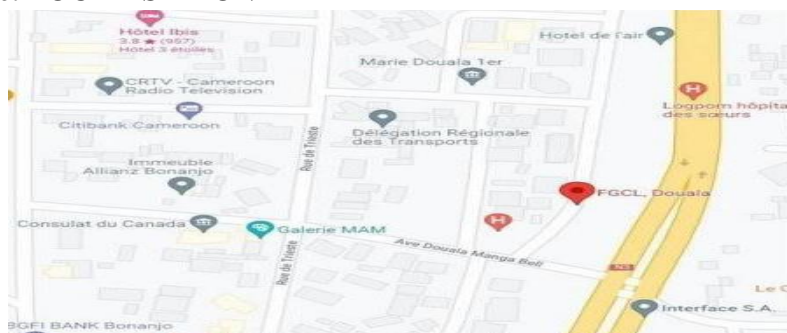 Hôtel Ibis
3.8 ★ (957)
Hôtel 3 étoiles
Hotel de l'air
Marie Douala 1er
CRTV - Cameroon
Radio Television
H
Logpom hôpita
des sœurs
Citibank Cameroon
Délégation Régionale
des Transports
Rue de Trieste
Immeuble
Allianz Bonanjo
FGCL, Douala
Consulat du Canada
Galerie MAM
H
Ave Douala Manga Bell
Rue de Trieste
N3
Le C
Interface S.A.
BGFI BANK Bonanjo